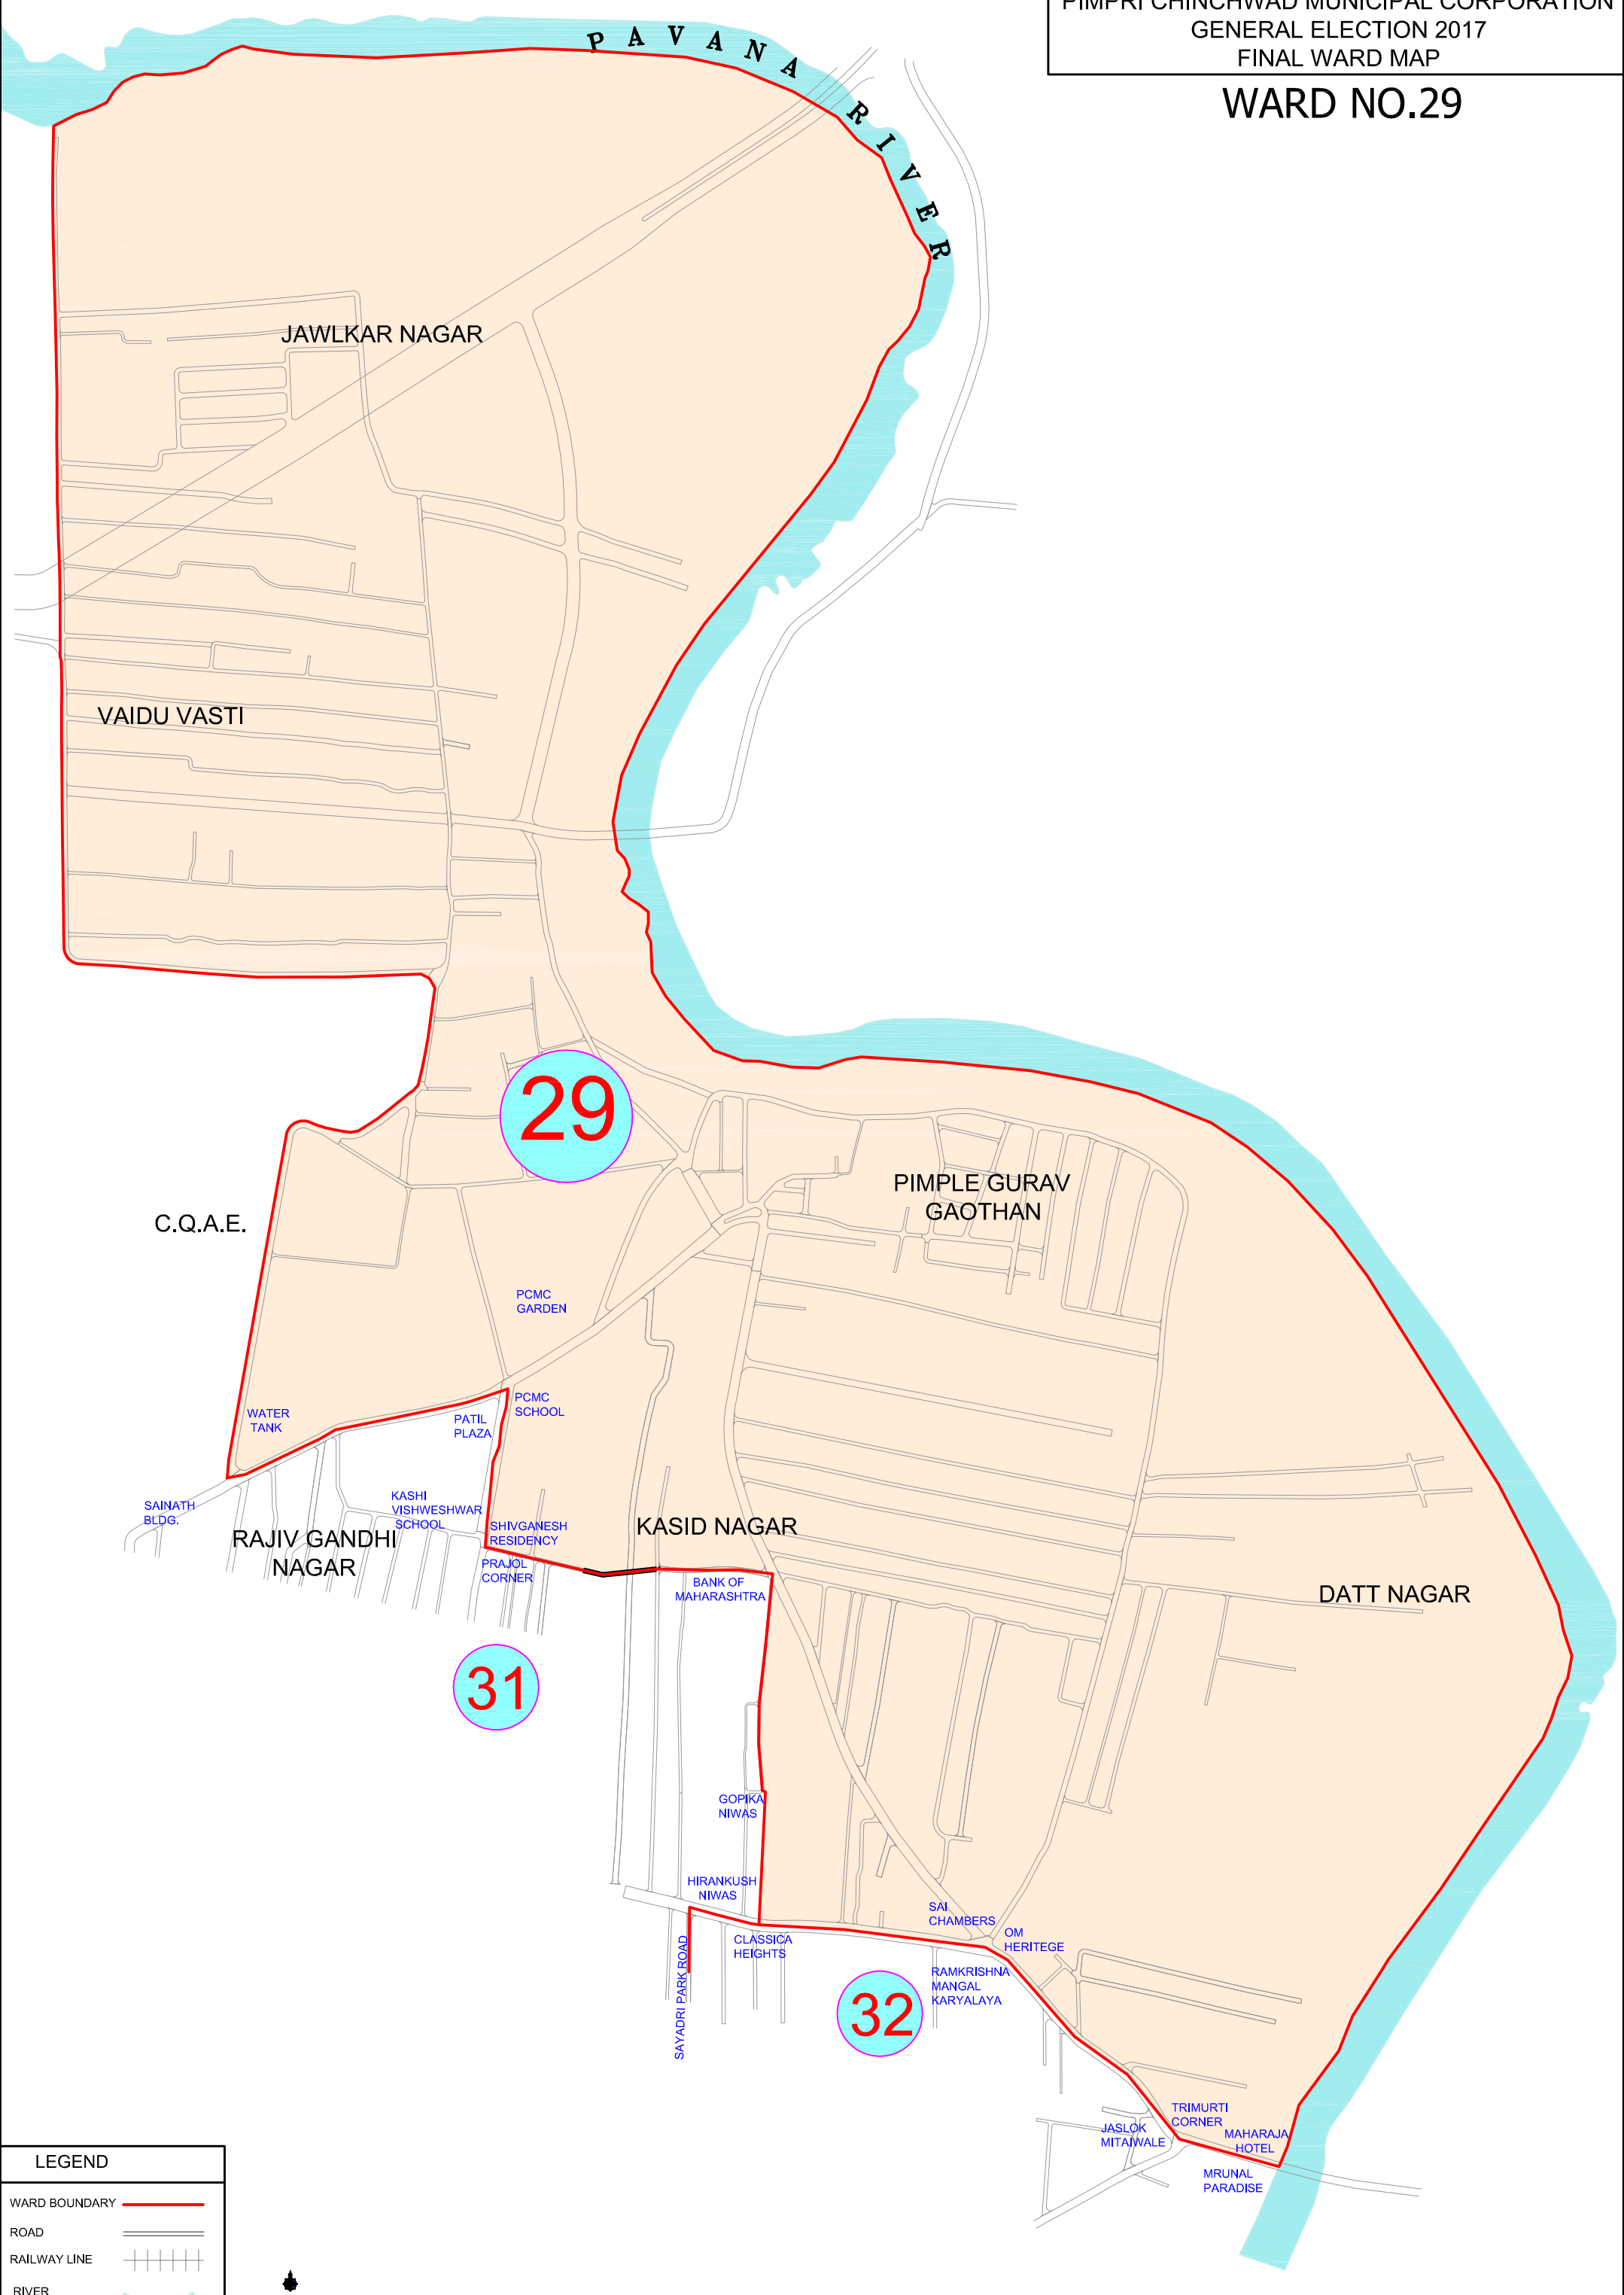 PIMPRI CHINCHWAD MUNICIPAL CORPORATION
GENERAL ELECTION 2017
FINAL WARD MAP
WARD NO.29
PAVANA RIVER
JAWLKAR NAGAR
VAIDU VASTI
29
PIMPLE GURAV
GAOTHAN
C.Q.A.E.
PCMC
GARDEN
WATER
TANK
PATIL
PLAZA
PCMC
SCHOOL
SAINATH
BLDG.
KASHI
VISHWESHWAR
SCHOOL
RAJIV GANDHI
NAGAR
SHIVGANESH
RESIDENCY
KASID NAGAR
PRAJOL
CORNER
BANK OF
MAHARASHTRA
DATT NAGAR
31
GOPIKA
NIWAS
HIRANKUSH
NIWAS
SAI
CHAMBERS
CLASSICA
HEIGHTS
OM
HERITEGE
SAYADRI PARK ROAD
RAMKRISHNA
MANGAL
KARYALAYA
32
TRIMURTI
CORNER
JASLOK
MITAIWALE
MAHARAJA
HOTEL
MRUNAL
PARADISE
LEGEND
WARD BOUNDARY
ROAD
RAILWAY LINE
RIVER